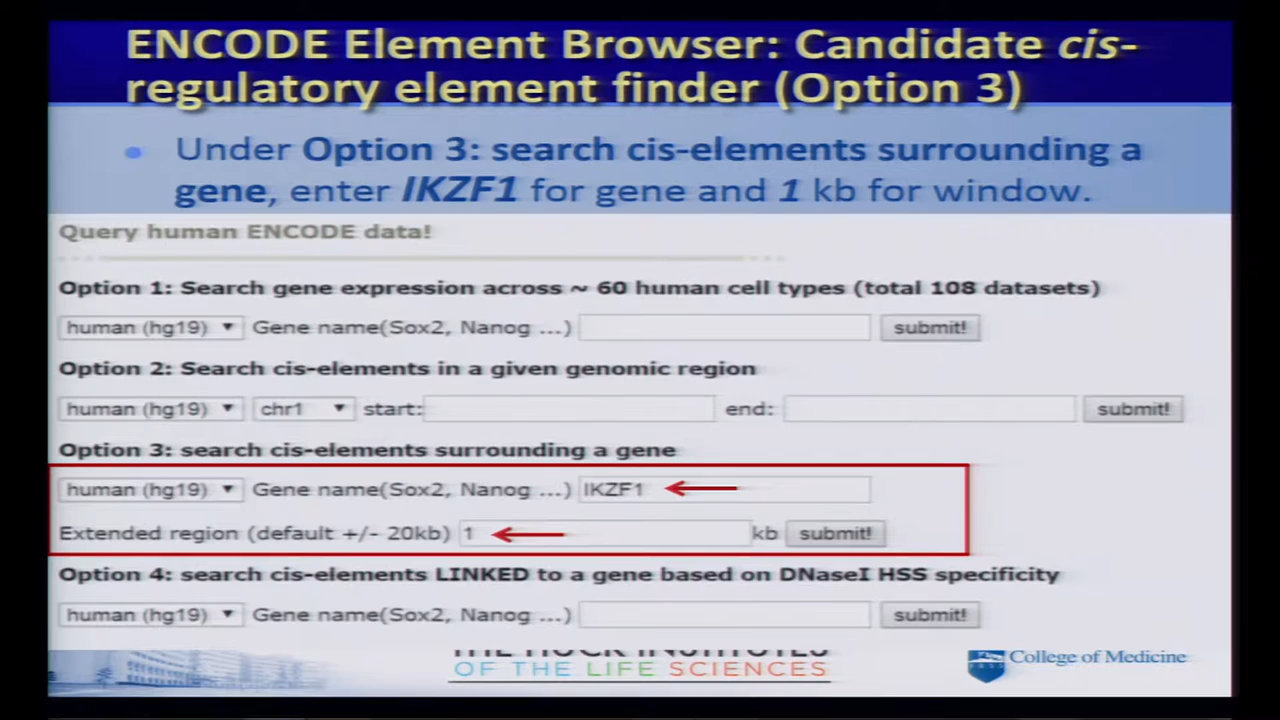 ENCODE Element Browser: Candidate cis-
regulatory element finder (Option 3)
• Under Option 3: search cis-elements surrounding a
gene, enter IKZF1 for gene and 1 kb for window.
Query human ENCODE data!
Option 1: Search gene expression across ~ 60 human cell types (total 108 datasets)
human (hg19) ▼ Gene name(Sox2, Nanog ...) submit!
Option 2: Search cis-elements in a given genomic region
human (hg19) ▼ chr1 ▼ start: end: submit!
Option 3: search cis-elements surrounding a gene
human (hg19) ▼ Gene name(Sox2, Nanog ...) IKZF1
Extended region (default +/- 20kb) 1 kb submit!
Option 4: search cis-elements LINKED to a gene based on DNaseI HSS specificity
human (hg19) ▼ Gene name(Sox2, Nanog ...) submit!
THE HUCK INSTITUTES
OF THE LIFE SCIENCES
College of Medicine